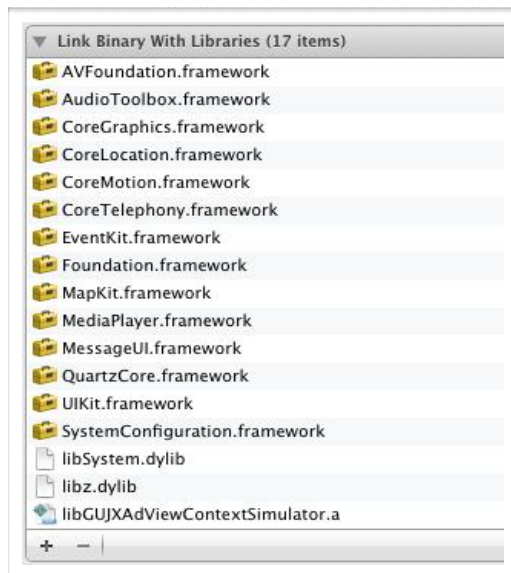 Link Binary With Libraries (17 items)
AVFoundation.framework
AudioToolbox.framework
CoreGraphics.framework
CoreLocation.framework
CoreMotion.framework
CoreTelephony.framework
EventKit.framework
Foundation.framework
MapKit.framework
MediaPlayer.framework
MessageUI.framework
QuartzCore.framework
UIKit.framework
SystemConfiguration.framework
libSystem.dylib
libz.dylib
libGUJXAdViewContextSimulator.a